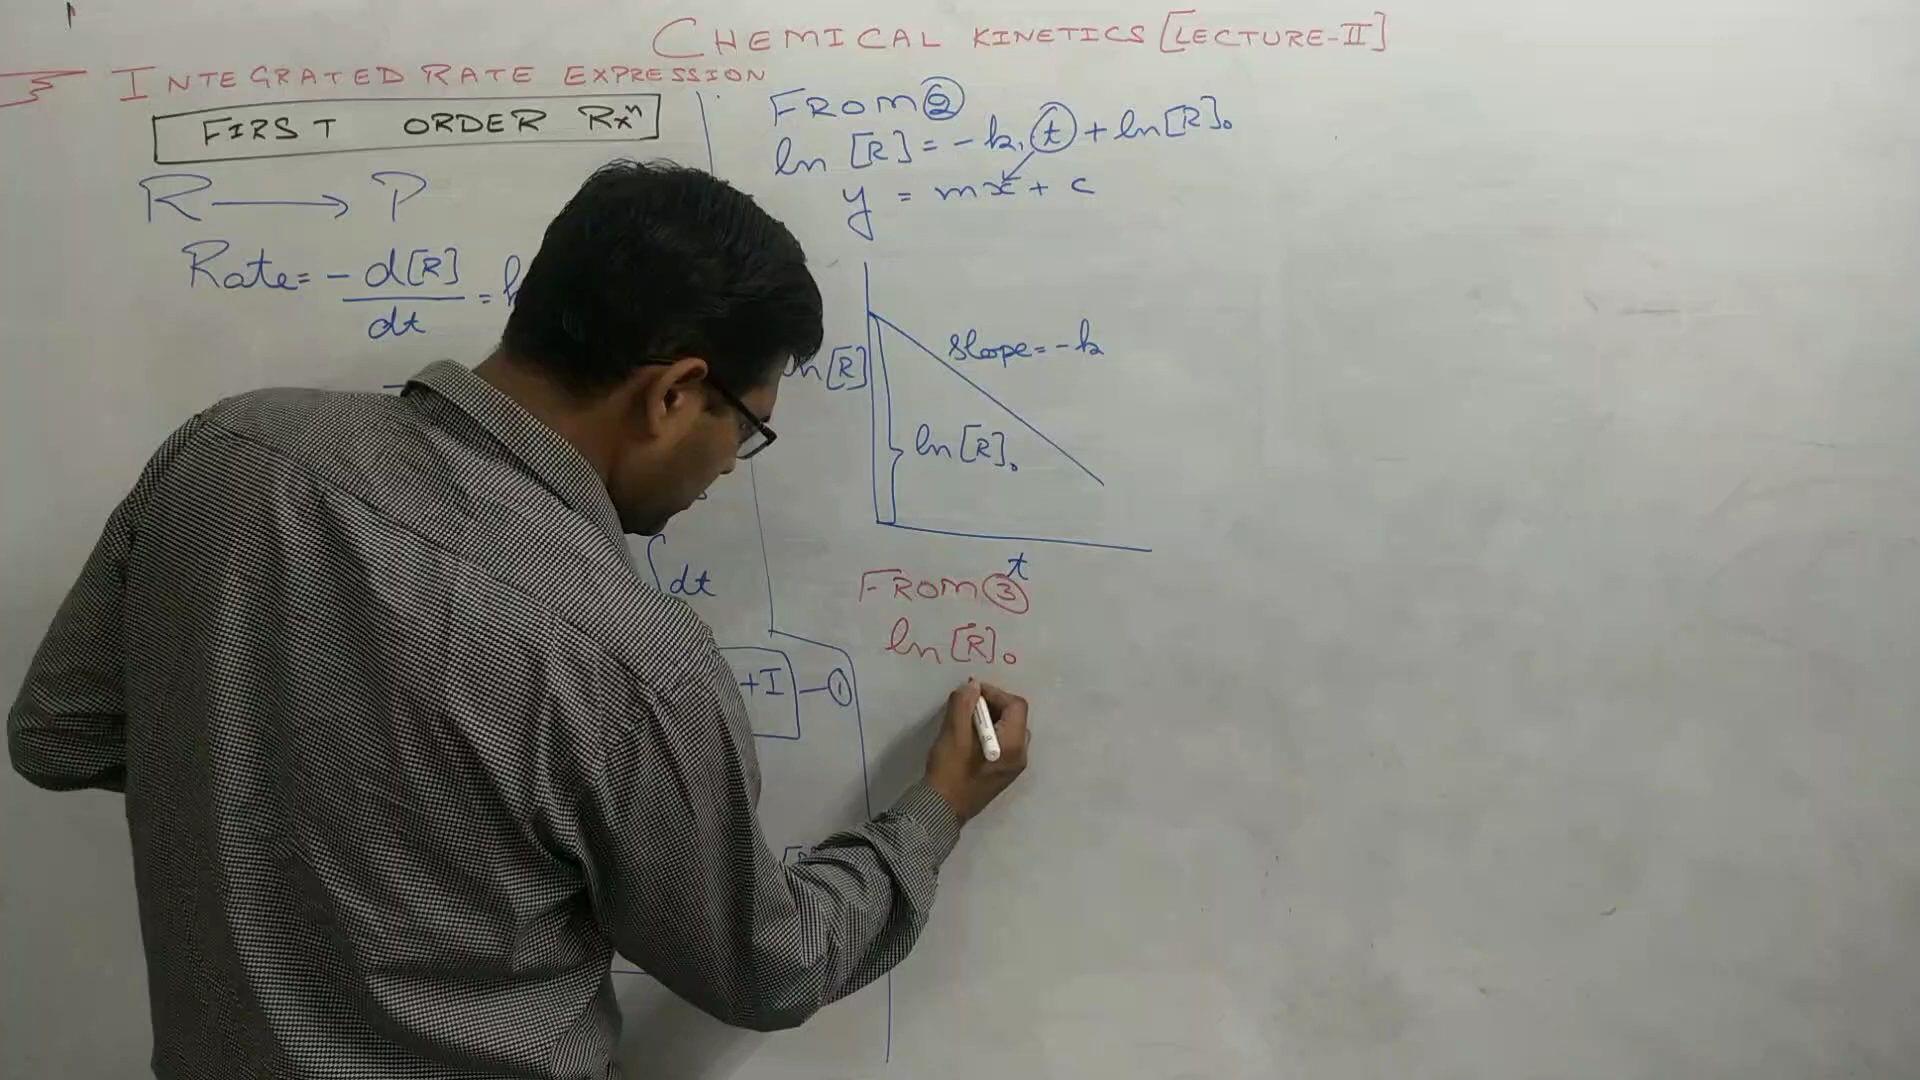 CHEMICAL KINETICS [LECTURE-II]
INTEGRATED RATE EXPRESSION
FIRST ORDER Rxⁿ
R ⟶ P
Rate = - d[R]/dt = k
∫dt
+I —①
FROM ②
ln [R] = - k₁ t + ln[R]₀
y = mx + c
ln [R]
slope = -k
ln [R]₀
t
FROM ③
ln [R]₀